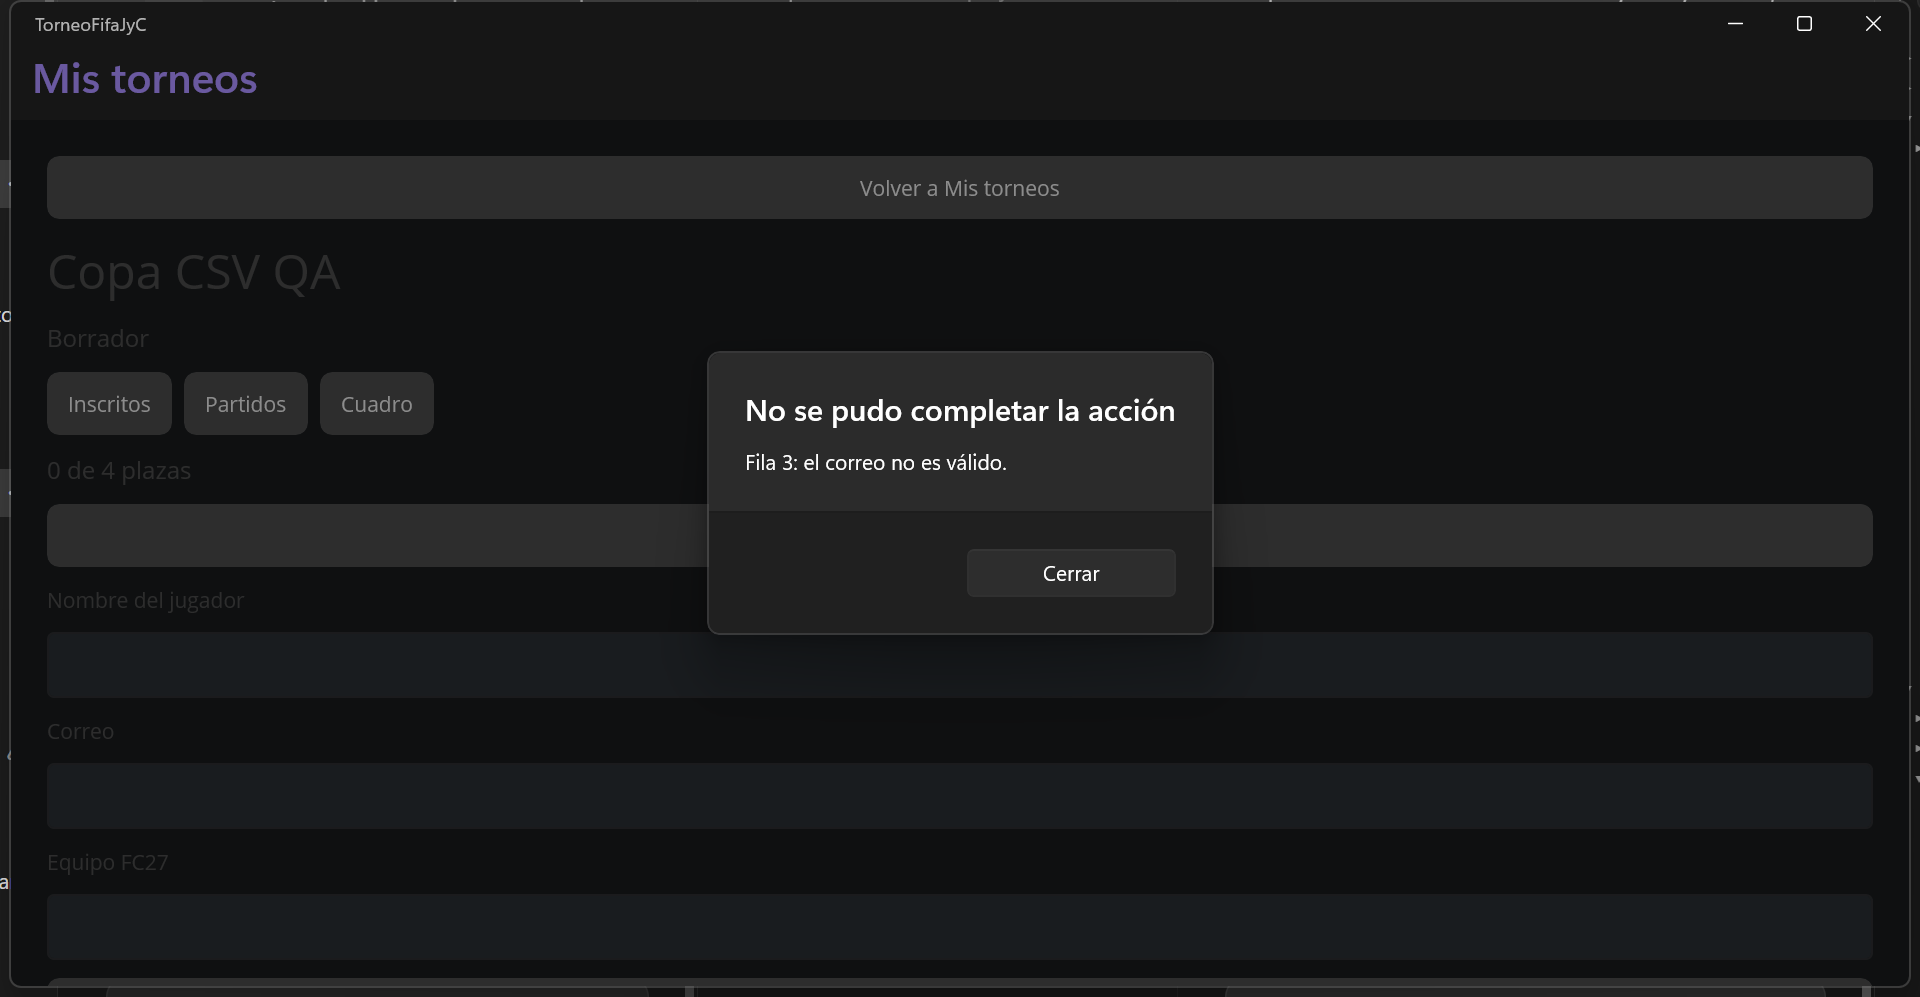 TorneoFifaJyC
Mis torneos
Volver a Mis torneos
Copa CSV QA
Borrador
Inscritos
Partidos
Cuadro
0 de 4 plazas
No se pudo completar la acción
Fila 3: el correo no es válido.
Cerrar
Nombre del jugador
Correo
Equipo FC27